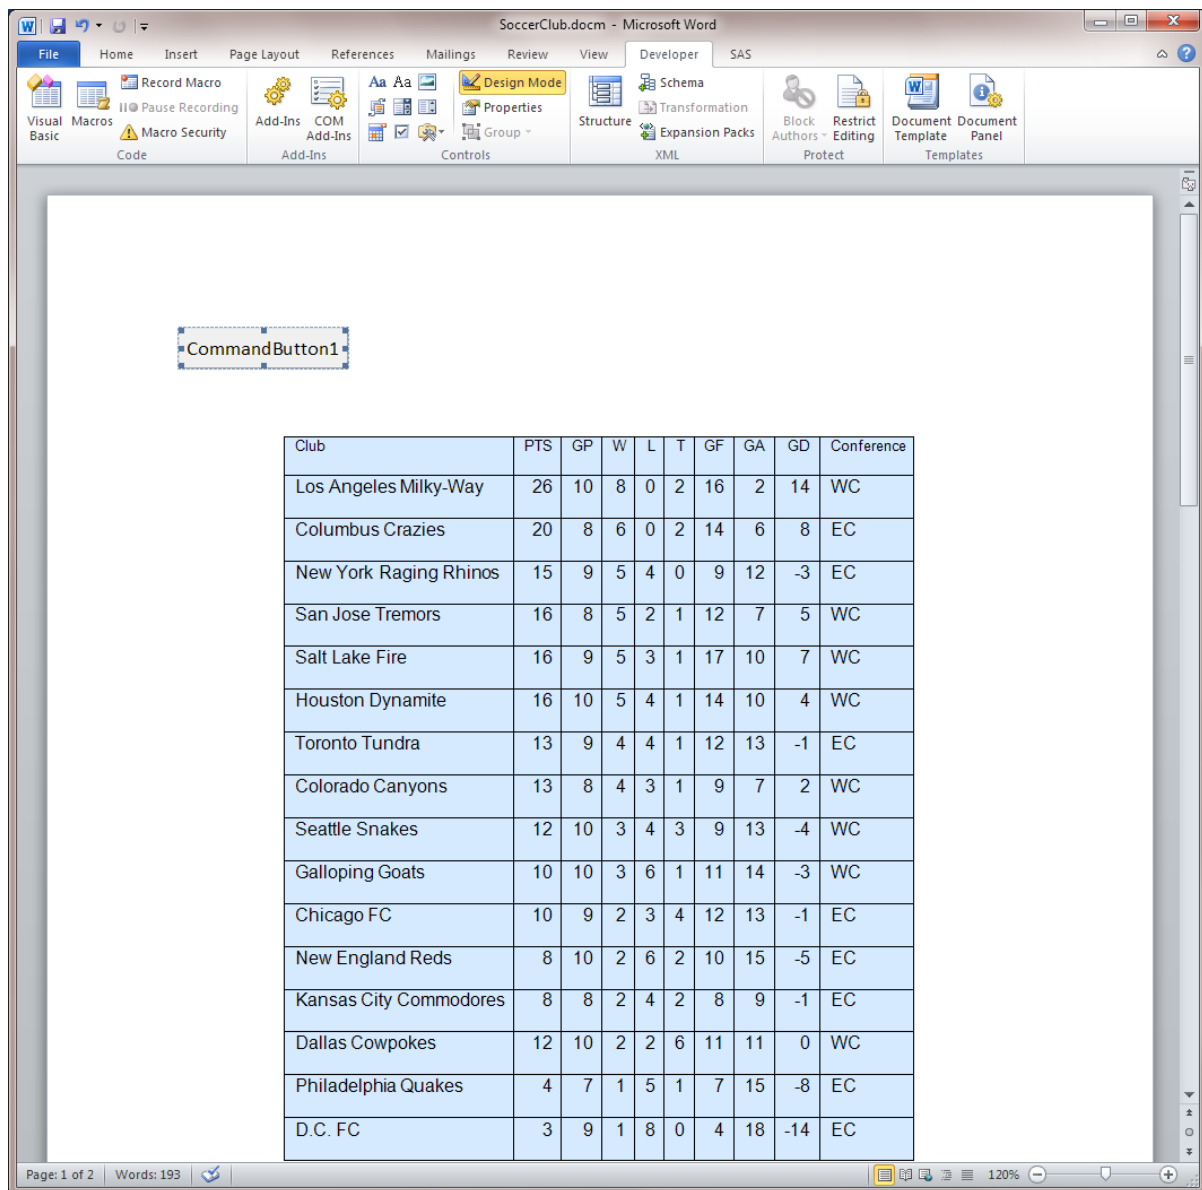 SoccerClub.docm - Microsoft Word
File Home Insert Page Layout References Mailings Review View Developer SAS
Visual Basic
Macros
Record Macro
Pause Recording
Macro Security
Code
Add-Ins
COM Add-Ins
Add-Ins
Aa Aa
Design Mode
Properties
Group
Controls
Structure
Schema
Transformation
Expansion Packs
XML
Block Authors
Restrict Editing
Protect
Document Template
Document Panel
Templates
CommandButton1
Club PTS GP W L T GF GA GD Conference
Los Angeles Milky-Way 26 10 8 0 2 16 2 14 WC
Columbus Crazies 20 8 6 0 2 14 6 8 EC
New York Raging Rhinos 15 9 5 4 0 9 12 -3 EC
San Jose Tremors 16 8 5 2 1 12 7 5 WC
Salt Lake Fire 16 9 5 3 1 17 10 7 WC
Houston Dynamite 16 10 5 4 1 14 10 4 WC
Toronto Tundra 13 9 4 4 1 12 13 -1 EC
Colorado Canyons 13 8 4 3 1 9 7 2 WC
Seattle Snakes 12 10 3 4 3 9 13 -4 WC
Galloping Goats 10 10 3 6 1 11 14 -3 WC
Chicago FC 10 9 2 3 4 12 13 -1 EC
New England Reds 8 10 2 6 2 10 15 -5 EC
Kansas City Commodores 8 8 2 4 2 8 9 -1 EC
Dallas Cowpokes 12 10 2 2 6 11 11 0 WC
Philadelphia Quakes 4 7 1 5 1 7 15 -8 EC
D.C. FC 3 9 1 8 0 4 18 -14 EC
Page: 1 of 2 Words: 193 120%